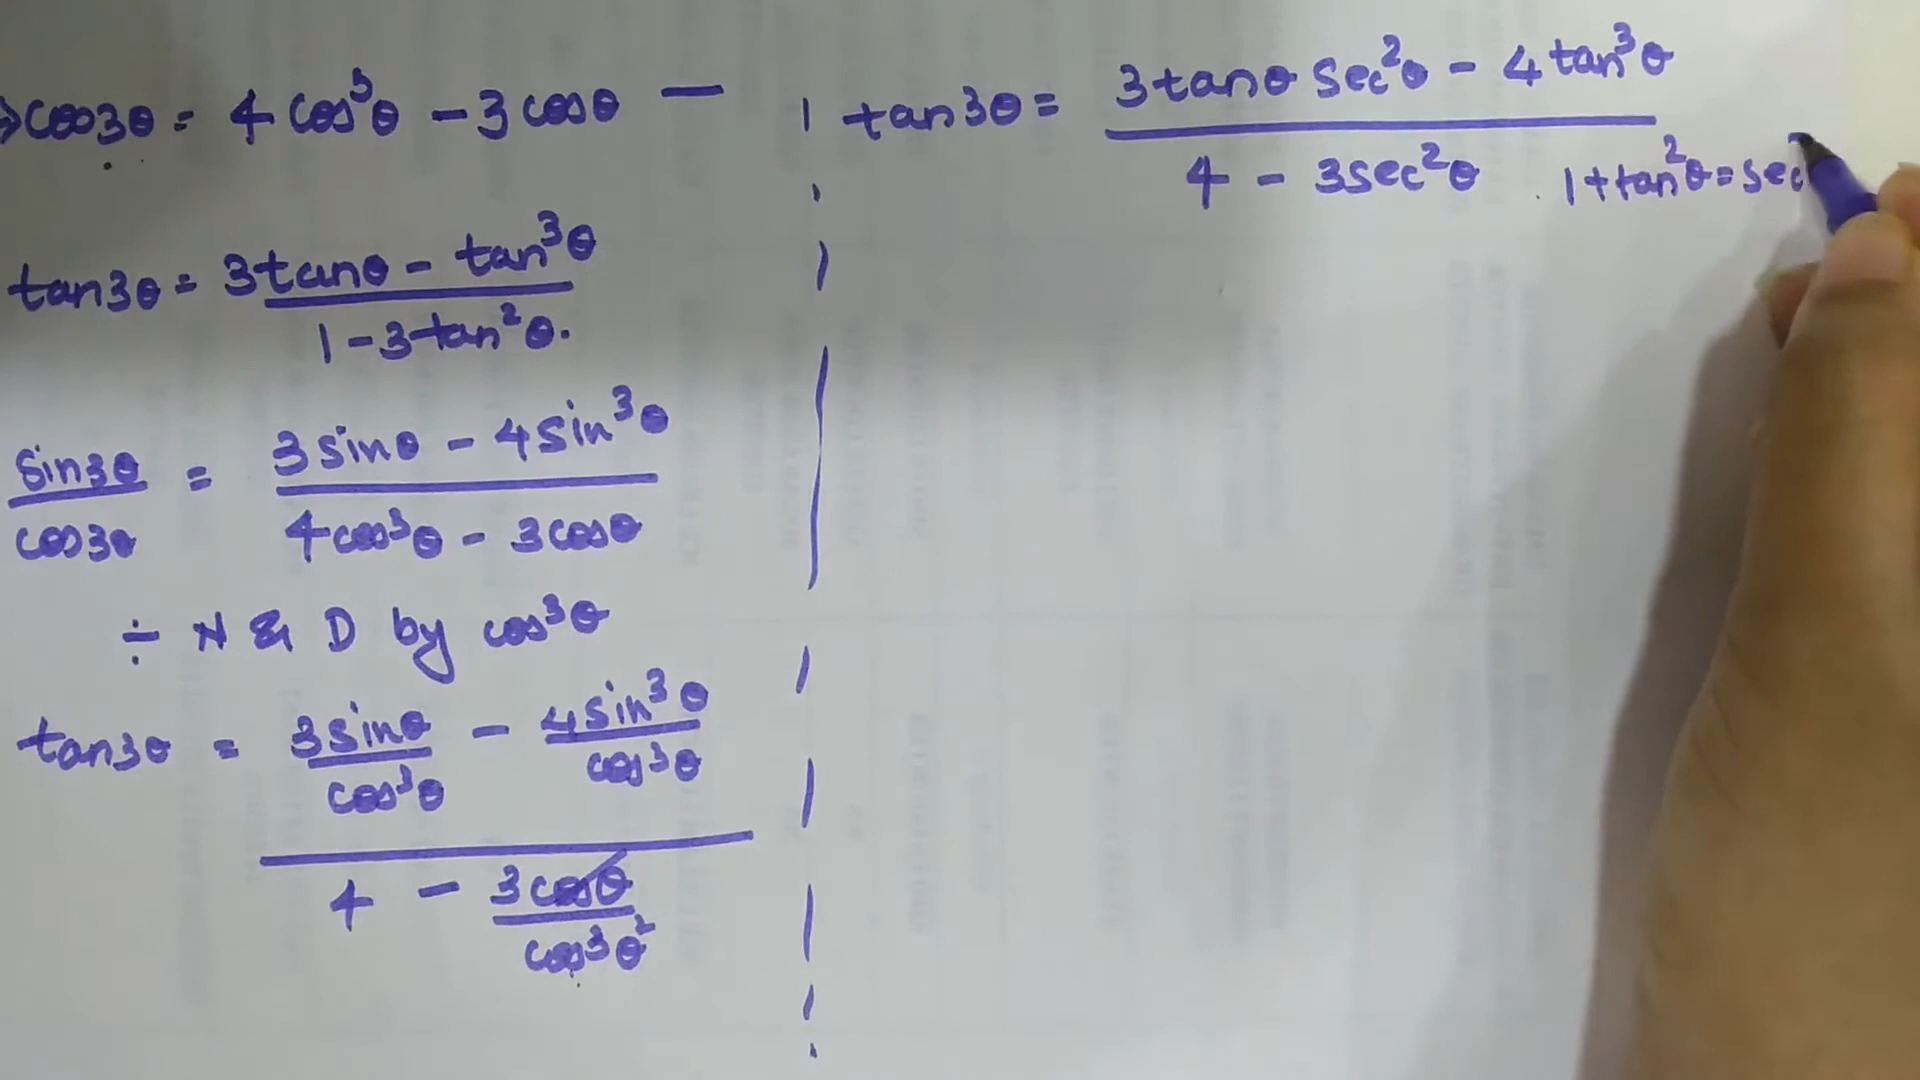 →cos3θ = 4cos³θ - 3cosθ —
tan3θ = 3tanθ - tan³θ
1 - 3tan²θ.
sin3θ = 3sinθ - 4sin³θ
cos3θ 4cos³θ - 3cosθ
÷ N & D by cos³θ
tan3θ = 3sinθ - 4sin³θ
cos³θ cos³θ
4 - 3cosθ
cos³θ²
tan3θ = 3tanθ sec²θ - 4tan³θ
4 - 3sec²θ 1+tan²θ=sec